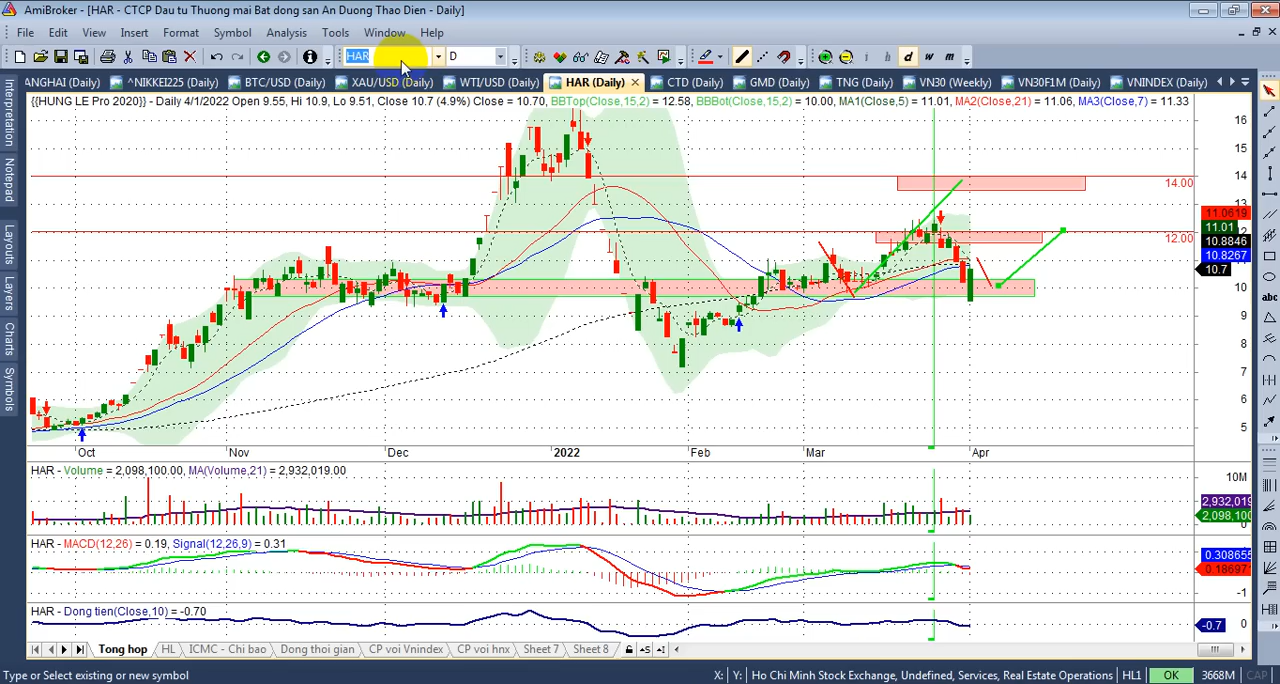 AmiBroker - [HAR - CTCP Dau tu Thuong mai Bat dong san An Duong Thao Dien - Daily]
File Edit View Insert Format Symbol Analysis Tools Window Help
HAR D h d w m
ANGHAI (Daily) ^NIKKEI225 (Daily) BTC/USD (Daily) XAU/USD (Daily) WTI/USD (Daily) HAR (Daily) CTD (Daily) GMD (Daily) TNG (Daily) VN30 (Weekly) VN30F1M (Daily) VNINDEX (Daily)
{{HUNG LE Pro 2020}} - Daily 4/1/2022 Open 9.55, Hi 10.9, Lo 9.51, Close 10.7 (4.9%) Close = 10.70, BBTop(Close,15,2) = 12.58, BBBot(Close,15,2) = 10.00, MA1(Close,5) = 11.01, MA2(Close,21) = 11.06, MA3(Close,7) = 11.33
Interpretation
Notepad
Layouts
Layers
Charts
Symbols
16
15
14
14.00
13
11.0619
11.01
12
12.00
10.8846
10.8267
10.7
10
9
8
7
6
5
abc
Oct Nov Dec 2022 Feb Mar Apr
HAR - Volume = 2,098,100.00, MA(Volume,21) = 2,932,019.00
10M
2,932,019
2,098,100
HAR - MACD(12,26) = 0.19, Signal(12,26,9) = 0.31
0.308655
0.186971
-1
HAR - Dong tien(Close,10) = -0.70
-0.7 0
Tong hop HL ICMC - Chi bao Dong thoi gian CP voi Vnindex CP voi hnx Sheet 7 Sheet 8
Type or Select existing or new symbol X: Y: Ho Chi Minh Stock Exchange, Undefined, Services, Real Estate Operations HL1 OK 3668M CAP